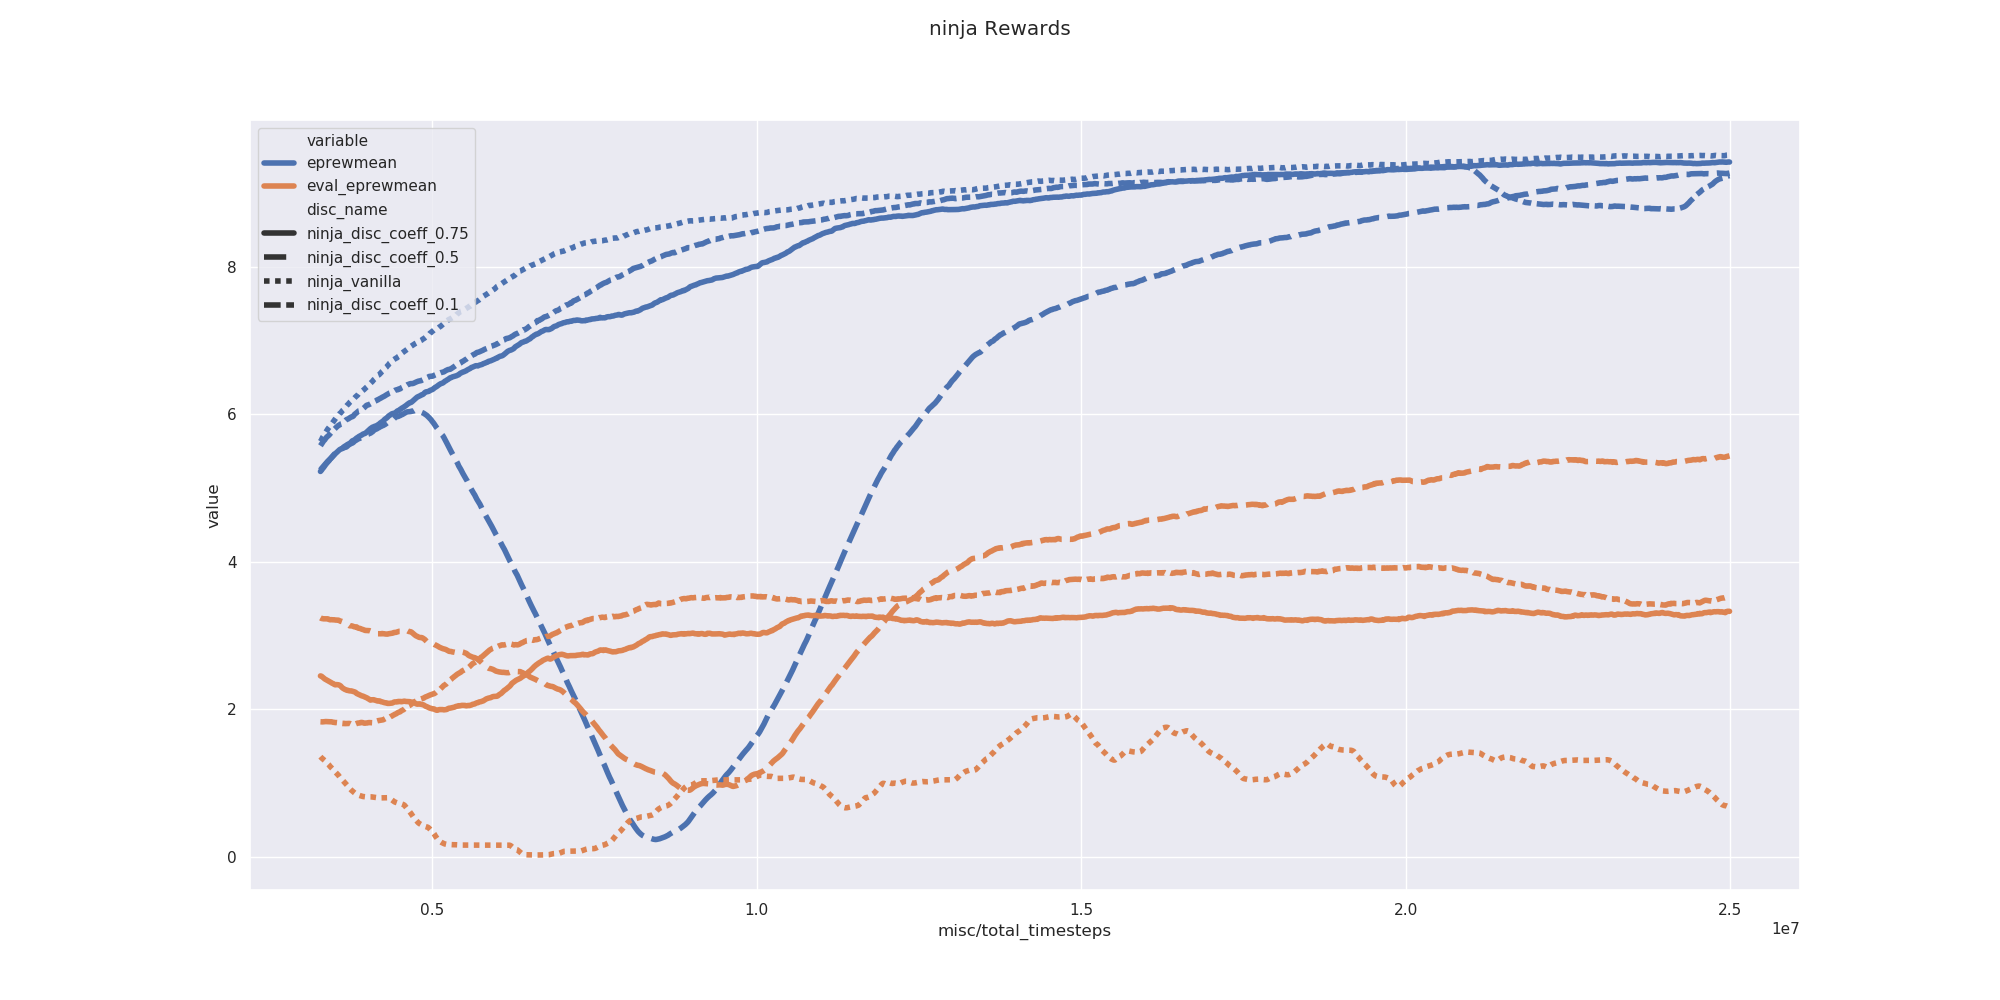 ninja Rewards
variable
eprewmean
eval_eprewmean
disc_name
ninja_disc_coeff_0.75
ninja_disc_coeff_0.5
ninja_vanilla
ninja_disc_coeff_0.1
value
8
6
4
2
0
0.5 1.0 1.5 2.0 2.5
1e7
misc/total_timesteps